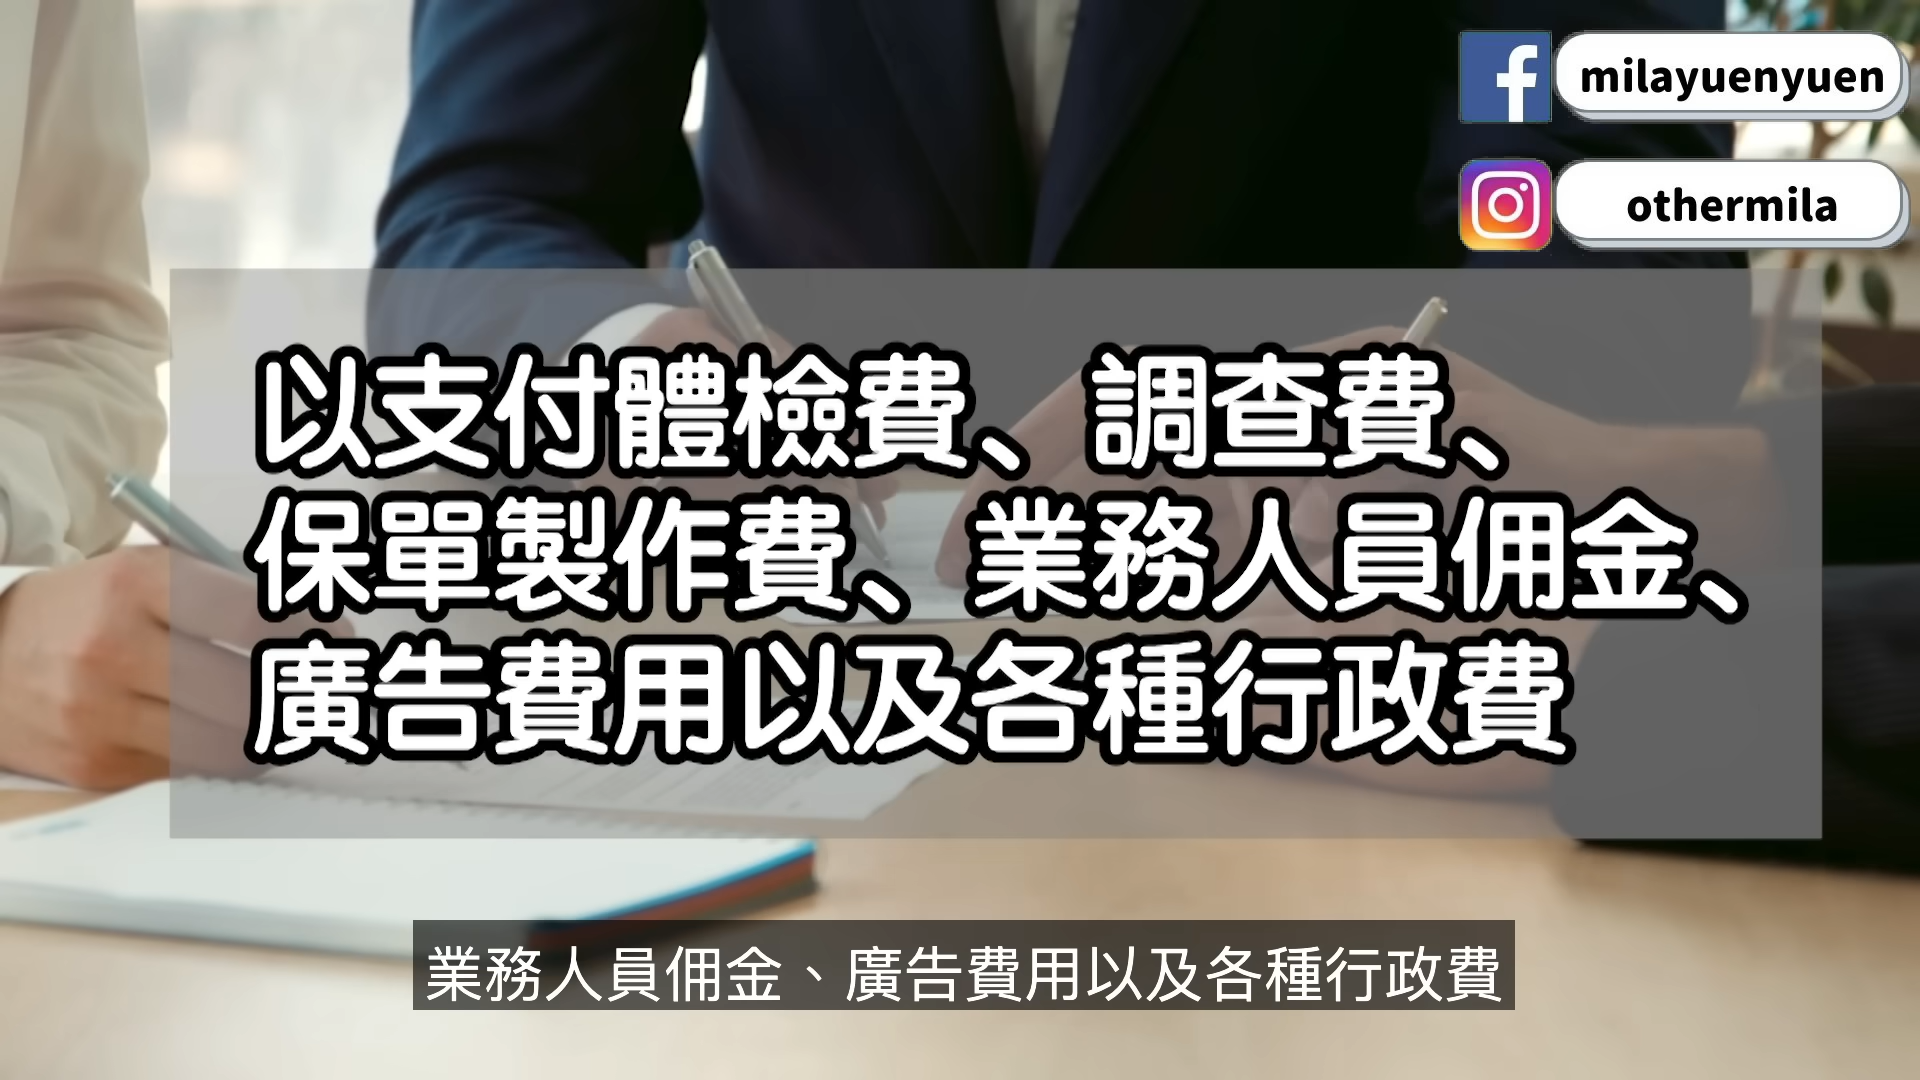 milayuenyuen
othermila
以支付體檢費、調查費、
保單製作費、業務人員佣金、
廣告費用以及各種行政費
業務人員佣金、廣告費用以及各種行政費